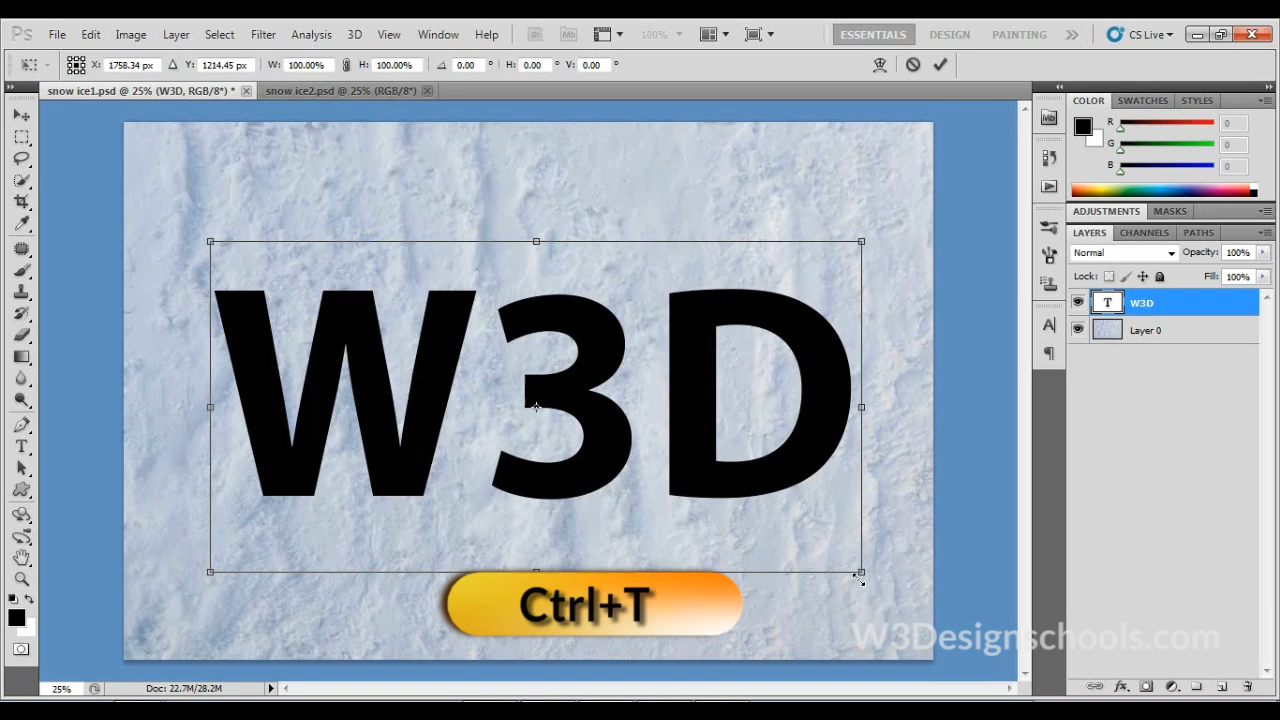 Ps File Edit Image Layer Select Filter Analysis 3D View Window Help Br Mb 100% ESSENTIALS DESIGN PAINTING CS Live
X: 1758.34 px Y: 1214.45 px W: 100.00% H: 100.00% 0.00 ° H: 0.00 ° V: 0.00 °
snow ice1.psd @ 25% (W3D, RGB/8*) * snow ice2.psd @ 25% (RGB/8*)
COLOR SWATCHES STYLES
Mb
R 0
G 0
B 0
ADJUSTMENTS MASKS
LAYERS CHANNELS PATHS
Normal Opacity: 100%
Lock: Fill: 100%
T W3D
Layer 0
W3D
Ctrl+T
W3Designschools.com
25% Doc: 22.7M/28.2M